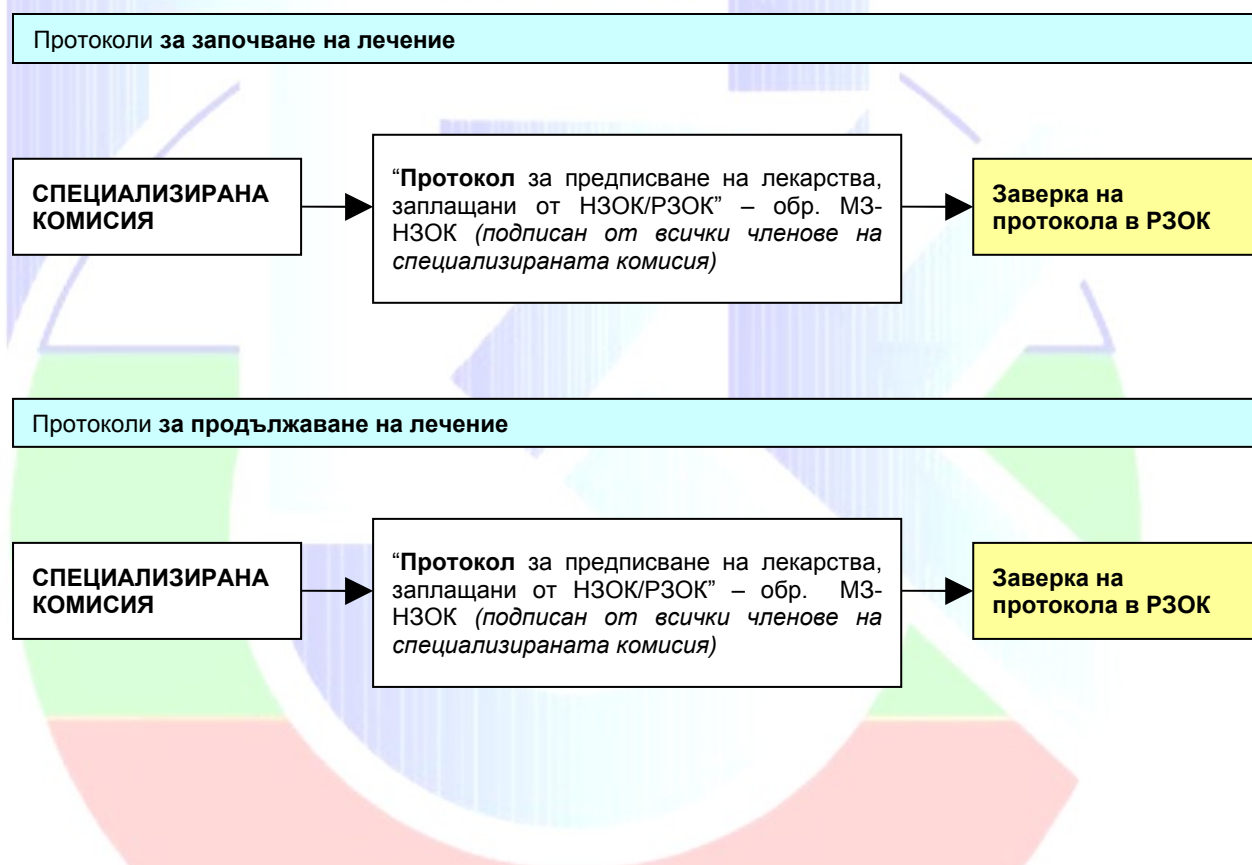 Протоколи за започване на лечение
СПЕЦИАЛИЗИРАНА
КОМИСИЯ
“Протокол за предписване на лекарства,
заплащани от НЗОК/РЗОК” – обр. МЗ-
НЗОК (подписан от всички членове на
специализираната комисия)
Заверка на
протокола в РЗОК
Протоколи за продължаване на лечение
СПЕЦИАЛИЗИРАНА
КОМИСИЯ
“Протокол за предписване на лекарства,
заплащани от НЗОК/РЗОК” – обр. МЗ-
НЗОК (подписан от всички членове на
специализираната комисия)
Заверка на
протокола в РЗОК